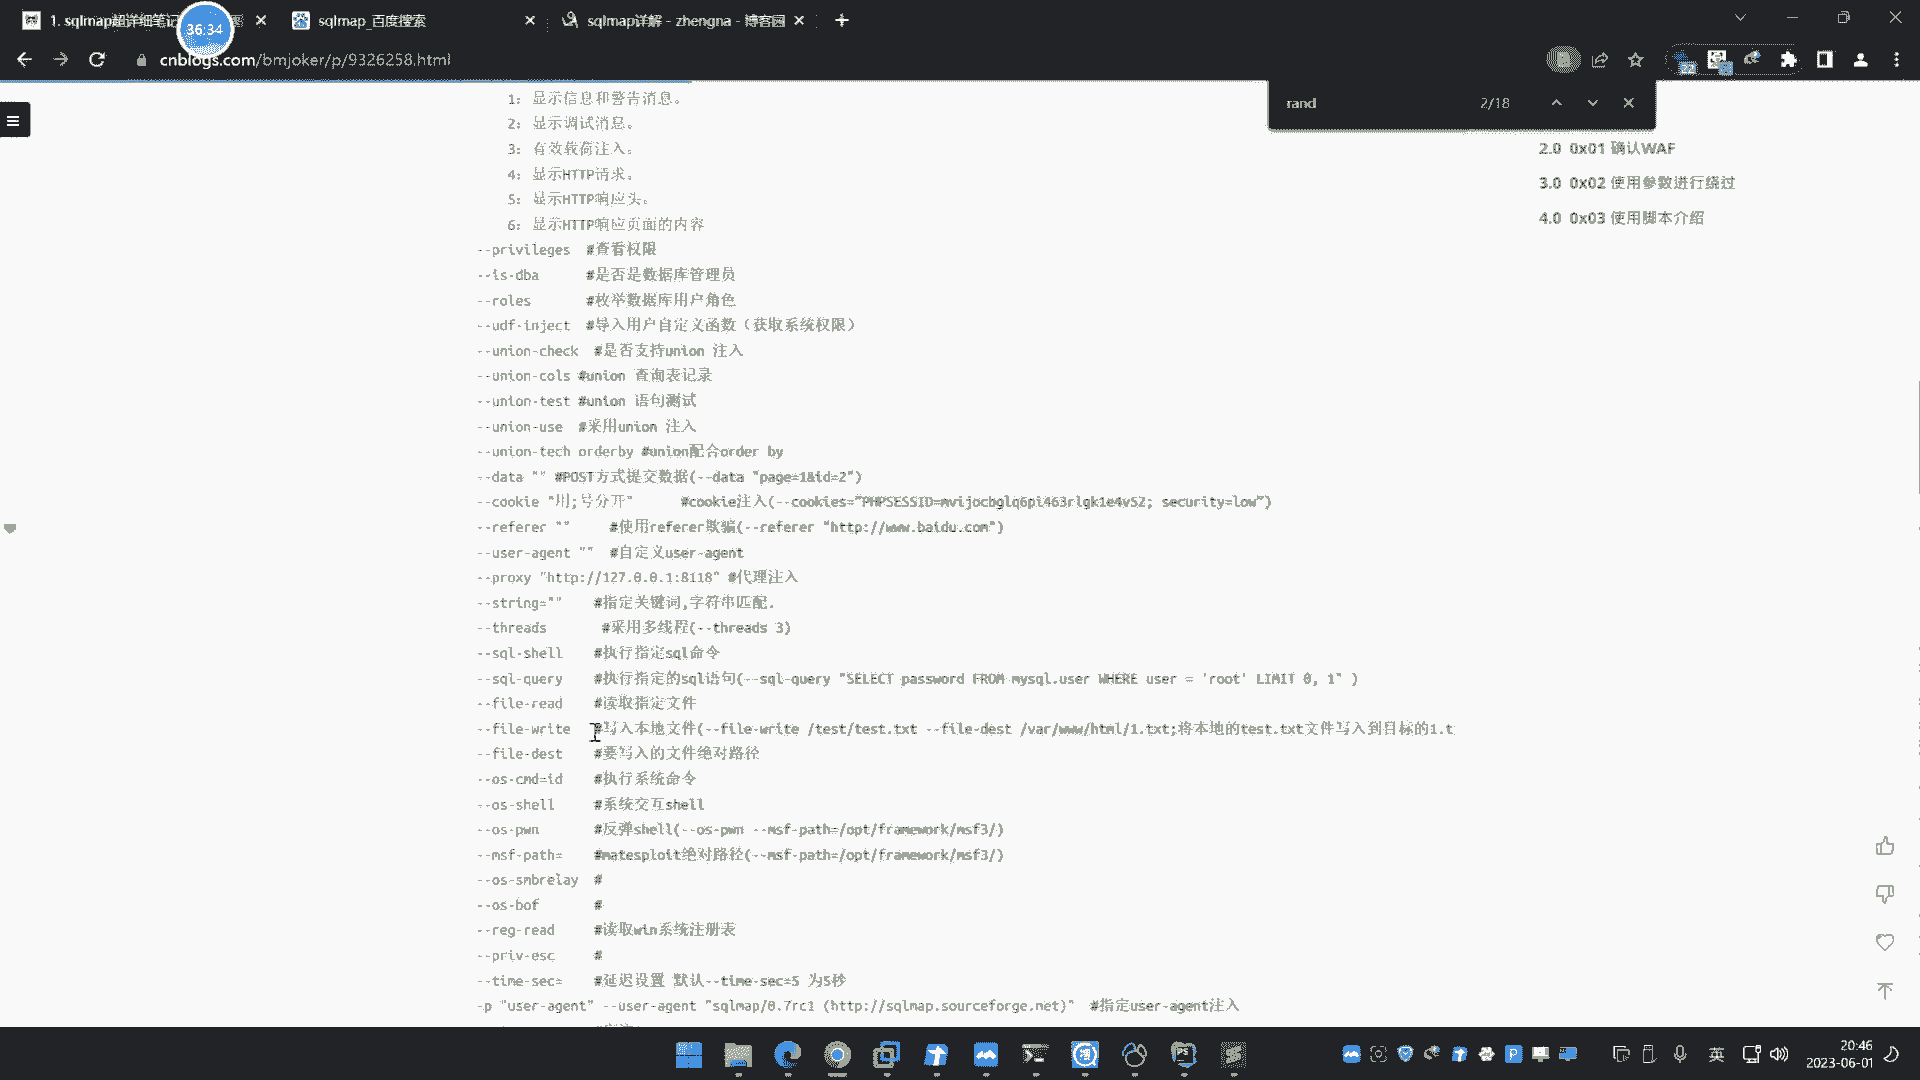 1. sqlmap超详细笔记
36:34
sqlmap_百度搜索
sqlmap详解 - zhengna - 博客园
cnblogs.com/bmjoker/p/9326258.html
rand
2/18
1：显示信息和警告消息。
2：显示调试消息。
3：有效载荷注入。
4：显示HTTP请求。
5：显示HTTP响应头。
6：显示HTTP响应页面的内容
--privileges #查看权限
--is-dba #是否是数据库管理员
--roles #枚举数据库用户角色
--udf-inject #导入用户自定义函数（获取系统权限）
--union-check #是否支持union 注入
--union-cols #union 查询表记录
--union-test #union 语句测试
--union-use #采用union 注入
--union-tech orderby #union配合order by
--data "" #POST方式提交数据(--data "page=1&id=2")
--cookie "用;号分开" #cookie注入(--cookies="PHPSESSID=mvijocbglq6pi463rlgk1e4v52; security=low")
--referer "" #使用referer欺骗(--referer "http://www.baidu.com")
--user-agent "" #自定义user-agent
--proxy "http://127.0.0.1:8118" #代理注入
--string="" #指定关键词,字符串匹配.
--threads #采用多线程(--threads 3)
--sql-shell #执行指定sql命令
--sql-query #执行指定的sql语句(--sql-query "SELECT password FROM mysql.user WHERE user = 'root' LIMIT 0, 1" )
--file-read #读取指定文件
--file-write #写入本地文件(--file-write /test/test.txt --file-dest /var/www/html/1.txt;将本地的test.txt文件写入到目标的1.t
--file-dest #要写入的文件绝对路径
--os-cmd=id #执行系统命令
--os-shell #系统交互shell
--os-pwn #反弹shell(--os-pwn --msf-path=/opt/framework/msf3/)
--msf-path= #matesploit绝对路径(--msf-path=/opt/framework/msf3/)
--os-smbrelay #
--os-bof #
--reg-read #读取win系统注册表
--priv-esc #
--time-sec= #延迟设置 默认--time-sec=5 为5秒
-p "user-agent" --user-agent "sqlmap/0.7rc1 (http://sqlmap.sourceforge.net)" #指定user-agent注入
2.0 0x01 确认WAF
3.0 0x02 使用参数进行绕过
4.0 0x03 使用脚本介绍
英
20:46
2023-06-01